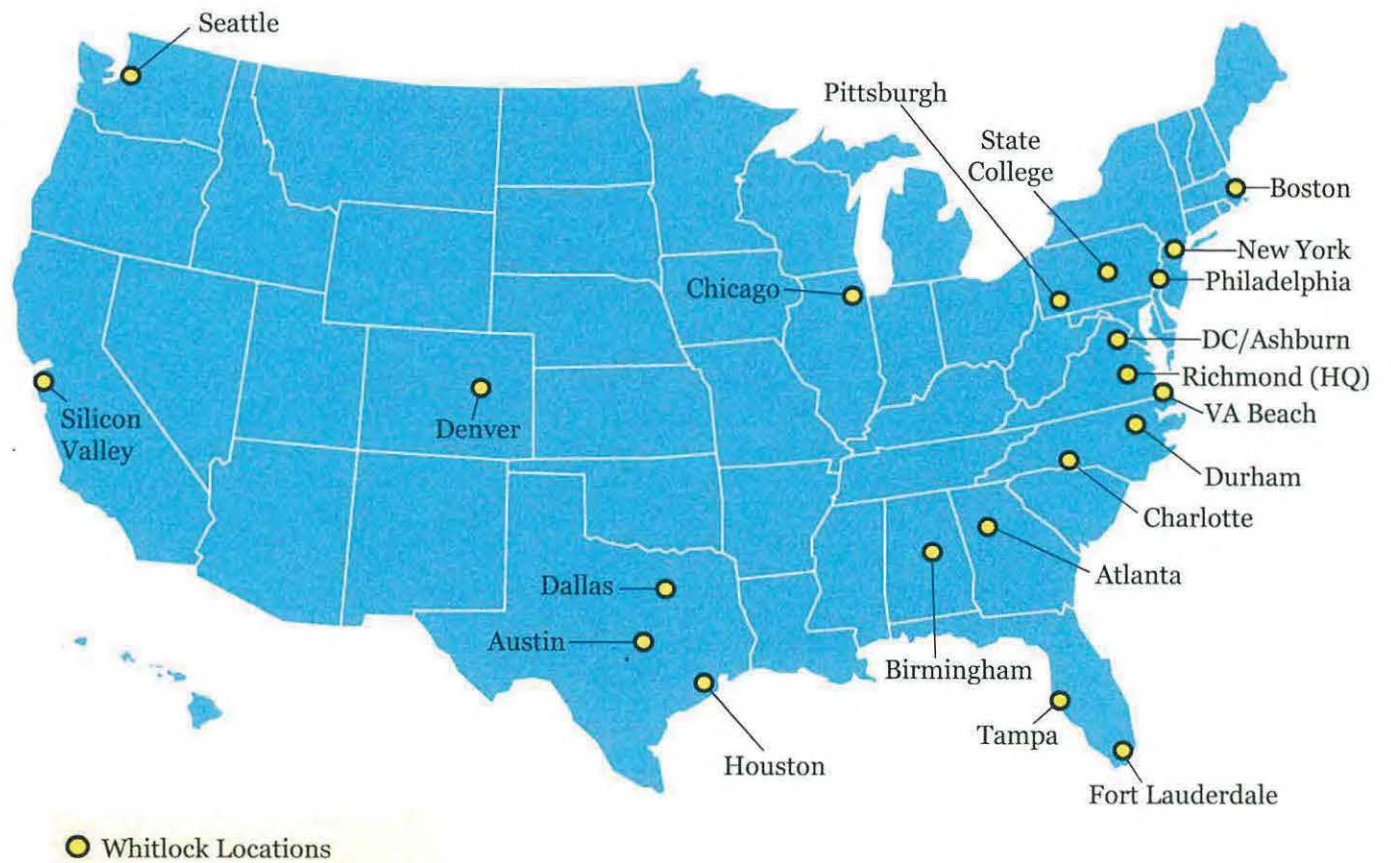 Seattle
Pittsburgh
State
College
Boston
New York
Philadelphia
Chicago
DC/Ashburn
Richmond (HQ)
VA Beach
Silicon
Valley
Denver
Durham
Charlotte
Atlanta
Dallas
Austin
Birmingham
Tampa
Houston
Fort Lauderdale
Whitlock Locations